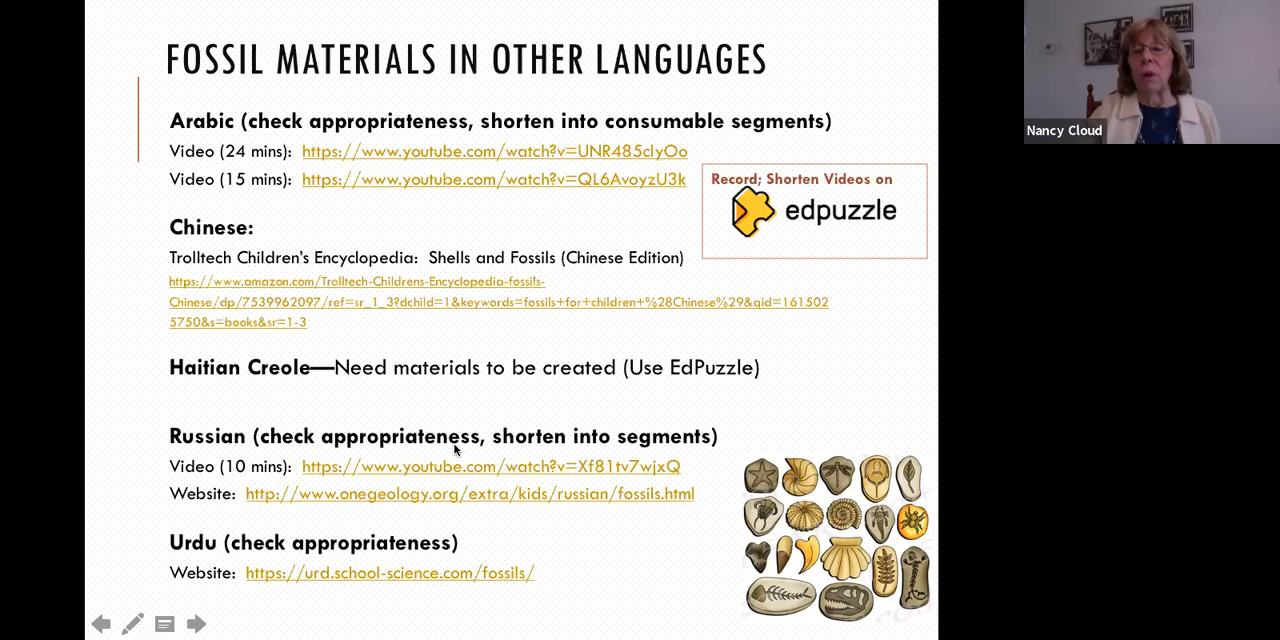 FOSSIL MATERIALS IN OTHER LANGUAGES
Arabic (check appropriateness, shorten into consumable segments)
Video (24 mins): https://www.youtube.com/watch?v=UNR485clyOo
Video (15 mins): https://www.youtube.com/watch?v=QL6AvoyzU3k
Record; Shorten Videos on
edpuzzle
Chinese:
Trolltech Children's Encyclopedia: Shells and Fossils (Chinese Edition)
https://www.amazon.com/Trolltech-Childrens-Encyclopedia-fossils-
Chinese/dp/7539962097/ref=sr_1_3?dchild=1&keywords=fossils+for+children+%28Chinese%29&qid=161502
5750&s=books&sr=1-3
Haitian Creole—Need materials to be created (Use EdPuzzle)
Russian (check appropriateness, shorten into segments)
Video (10 mins): https://www.youtube.com/watch?v=Xf81tv7wjxQ
Website: http://www.onegeology.org/extra/kids/russian/fossils.html
Urdu (check appropriateness)
Website: https://urd.school-science.com/fossils/
Nancy Cloud